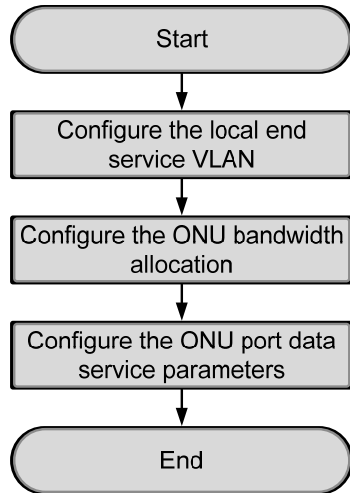 Start
Configure the local end
service VLAN
Configure the ONU bandwidth
allocation
Configure the ONU port data
service parameters
End